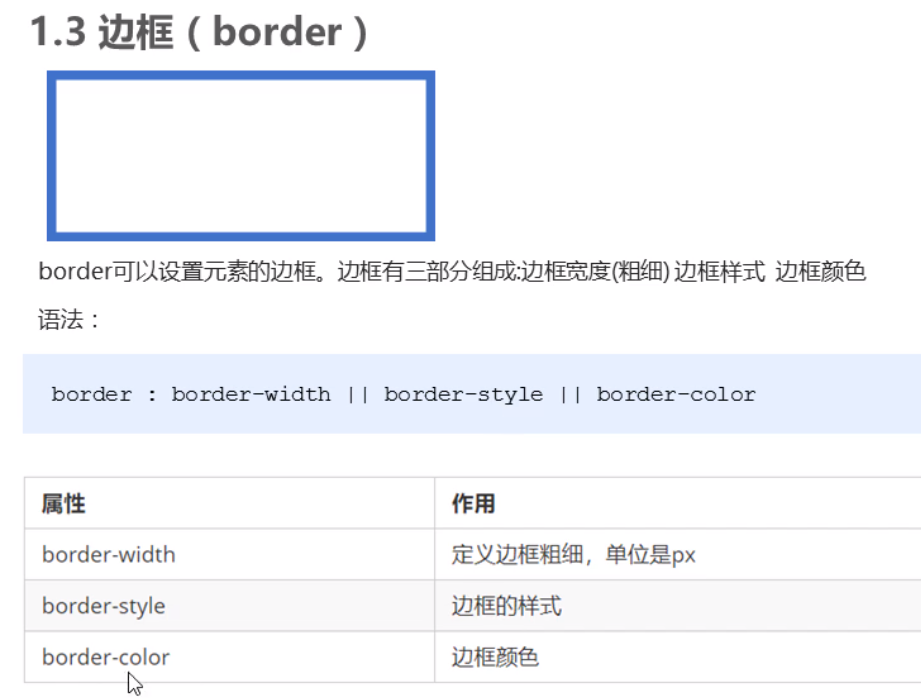 1.3 边框（border）
border可以设置元素的边框。边框有三部分组成:边框宽度(粗细) 边框样式 边框颜色
语法：
border : border-width || border-style || border-color
属性 作用
border-width 定义边框粗细，单位是px
border-style 边框的样式
border-color 边框颜色